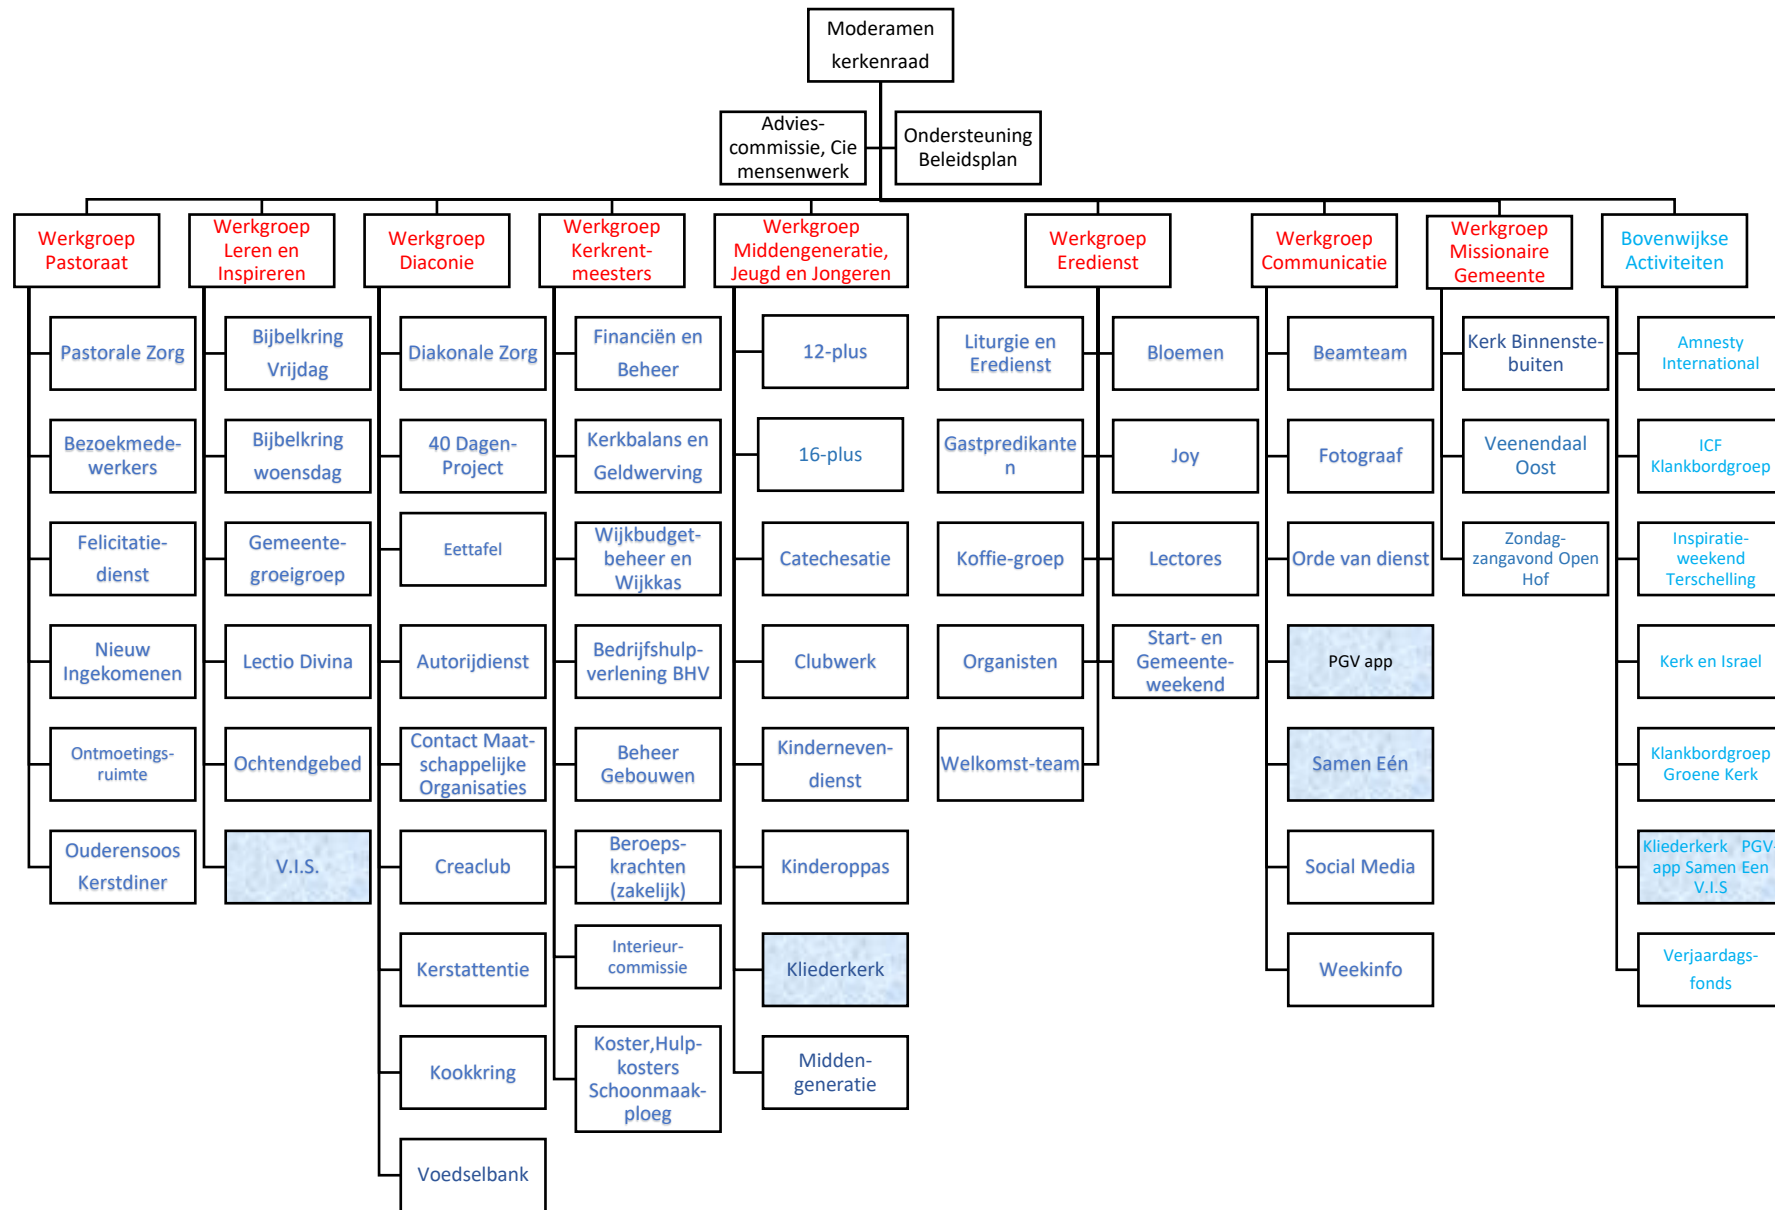 Moderamen
kerkenraad
Advies-
commissie, Cie
mensenwerk
Ondersteuning
Beleidsplan
Werkgroep
Pastoraat
Werkgroep
Leren en
Inspireren
Werkgroep
Diaconie
Werkgroep
Kerkrent-
meesters
Werkgroep
Middengeneratie,
Jeugd en Jongeren
Werkgroep
Eredienst
Werkgroep
Communicatie
Werkgroep
Missionaire
Gemeente
Bovenwijkse
Activiteiten
Pastorale Zorg
Bezoekmede-
werkers
Felicitatie-
dienst
Nieuw
Ingekomenen
Ontmoetings-
ruimte
Ouderensoos
Kerstdiner
Bijbelkring
Vrijdag
Bijbelkring
woensdag
Gemeente-
groeigroep
Lectio Divina
Ochtendgebed
V.I.S.
Diakonale Zorg
40 Dagen-
Project
Eettafel
Autorijdienst
Contact Maat-
schappelijke
Organisaties
Creaclub
Kerstattentie
Kookkring
Voedselbank
Financiën en
Beheer
Kerkbalans en
Geldwerving
Wijkbudget-
beheer en
Wijkkas
Bedrijfshulp-
verlening BHV
Beheer
Gebouwen
Beroeps-
krachten
(zakelijk)
Interieur-
commissie
Koster,Hulp-
kosters
Schoonmaak-
ploeg
12-plus
16-plus
Catechesatie
Clubwerk
Kinderneven-
dienst
Kinderoppas
Kliederkerk
Midden-
generatie
Liturgie en
Eredienst
Gastpredikante
n
Koffie-groep
Organisten
Welkomst-team
Bloemen
Joy
Lectores
Start- en
Gemeente-
weekend
Beamteam
Fotograaf
Orde van dienst
PGV app
Samen Eén
Social Media
Weekinfo
Kerk Binnenste-
buiten
Veenendaal
Oost
Zondag-
zangavond Open
Hof
Amnesty
International
ICF
Klankbordgroep
Inspiratie-
weekend
Terschelling
Kerk en Israel
Klankbordgroep
Groene Kerk
Kliederkerk PGV-
app Samen Een
V.I.S
Verjaardags-
fonds